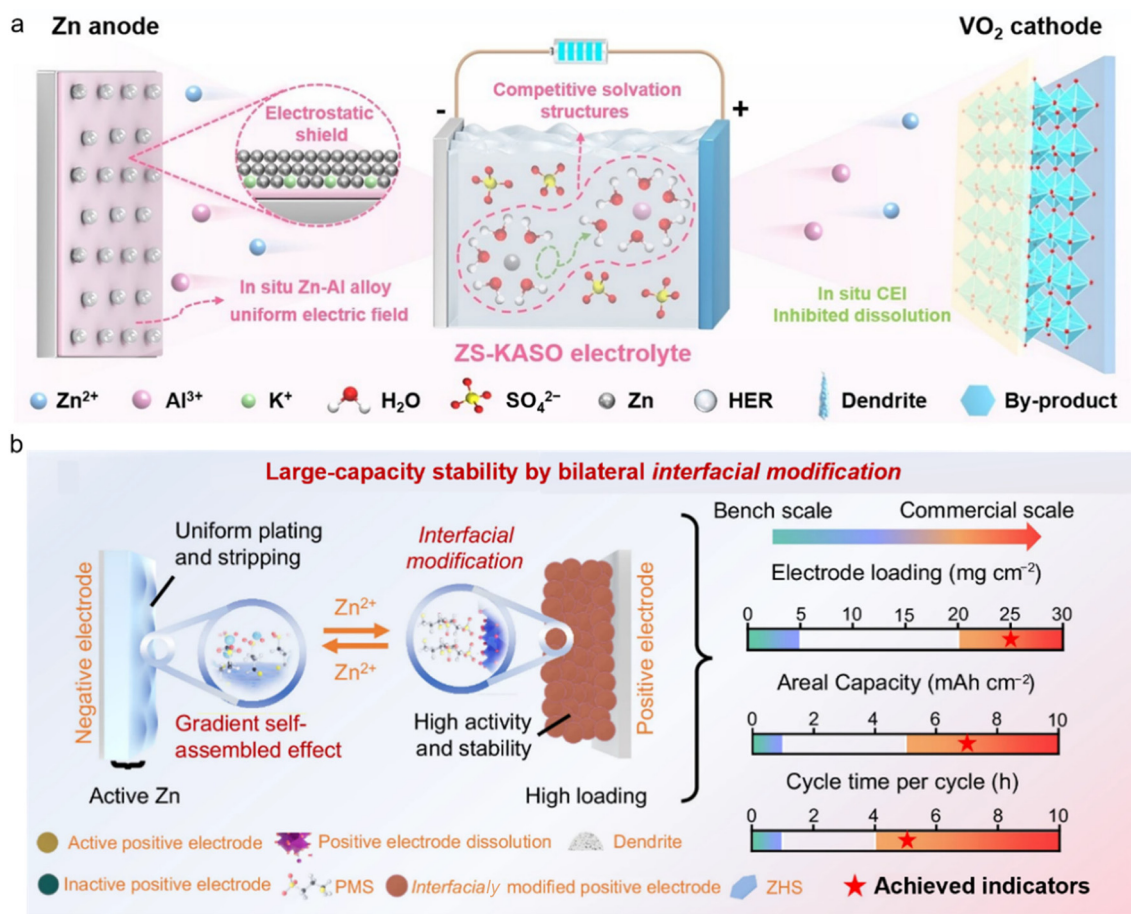 a
Zn anode
VO₂ cathode
Electrostatic
shield
Competitive solvation
structures
-
+
In situ Zn-Al alloy
uniform electric field
In situ CEI
Inhibited dissolution
ZS-KASO electrolyte
Zn²⁺
Al³⁺
K⁺
H₂O
SO₄²⁻
Zn
HER
Dendrite
By-product
b
Large-capacity stability by bilateral interfacial modification
Uniform plating
and stripping
Interfacial
modification
Negative electrode
Zn²⁺
Zn²⁺
Positive electrode
Gradient self-
assembled effect
High activity
and stability
Active Zn
High loading
Bench scale
Commercial scale
Electrode loading (mg cm⁻²)
0 5 10 15 20 25 30
Areal Capacity (mAh cm⁻²)
0 2 4 6 8 10
Cycle time per cycle (h)
0 2 4 6 8 10
Active positive electrode
Positive electrode dissolution
Dendrite
Inactive positive electrode
PMS
Interfacialy modified positive electrode
ZHS
Achieved indicators